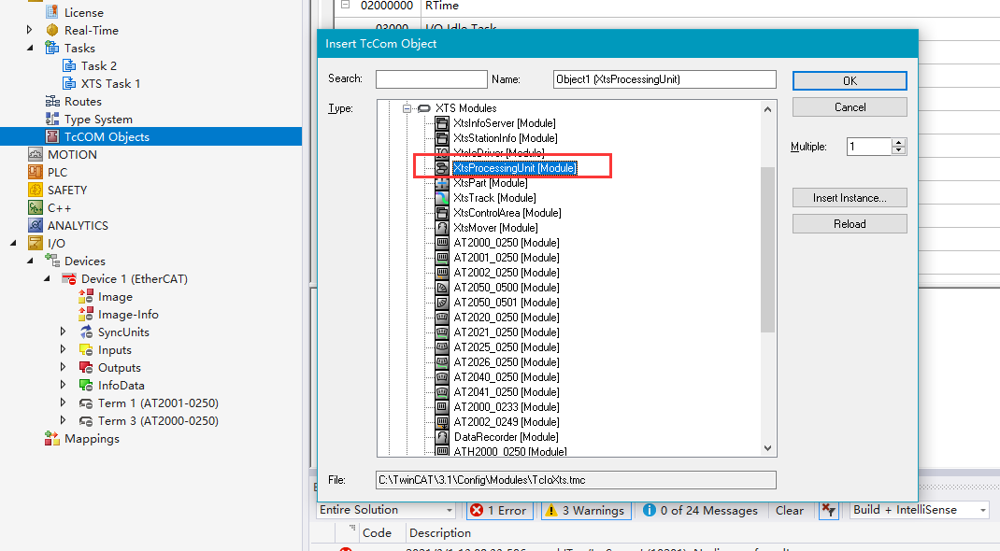 License
Real-Time
Tasks
Task 2
XTS Task 1
Routes
Type System
TcCOM Objects
MOTION
PLC
SAFETY
C++
ANALYTICS
I/O
Devices
Device 1 (EtherCAT)
Image
Image-Info
SyncUnits
Inputs
Outputs
InfoData
Term 1 (AT2001-0250)
Term 3 (AT2000-0250)
Mappings
02000000 RTime
03000 I/O Idle Task
Insert TcCom Object
Search: Name: Object1 (XtsProcessingUnit) OK
Type: Cancel
Multiple: 1
Insert Instance...
Reload
XTS Modules
XtsInfoServer [Module]
XtsStationInfo [Module]
XtsIoDriver [Module]
XtsProcessingUnit [Module]
XtsPart [Module]
XtsTrack [Module]
XtsControlArea [Module]
XtsMover [Module]
AT2000_0250 [Module]
AT2001_0250 [Module]
AT2002_0250 [Module]
AT2050_0500 [Module]
AT2050_0501 [Module]
AT2020_0250 [Module]
AT2021_0250 [Module]
AT2025_0250 [Module]
AT2026_0250 [Module]
AT2040_0250 [Module]
AT2041_0250 [Module]
AT2000_0233 [Module]
AT2002_0249 [Module]
DataRecorder [Module]
ATH2000_0250 [Module]
File: C:\TwinCAT\3.1\Config\Modules\TcIoXts.tmc
Entire Solution 1 Error 3 Warnings 0 of 24 Messages Clear Build + IntelliSense
Code Description